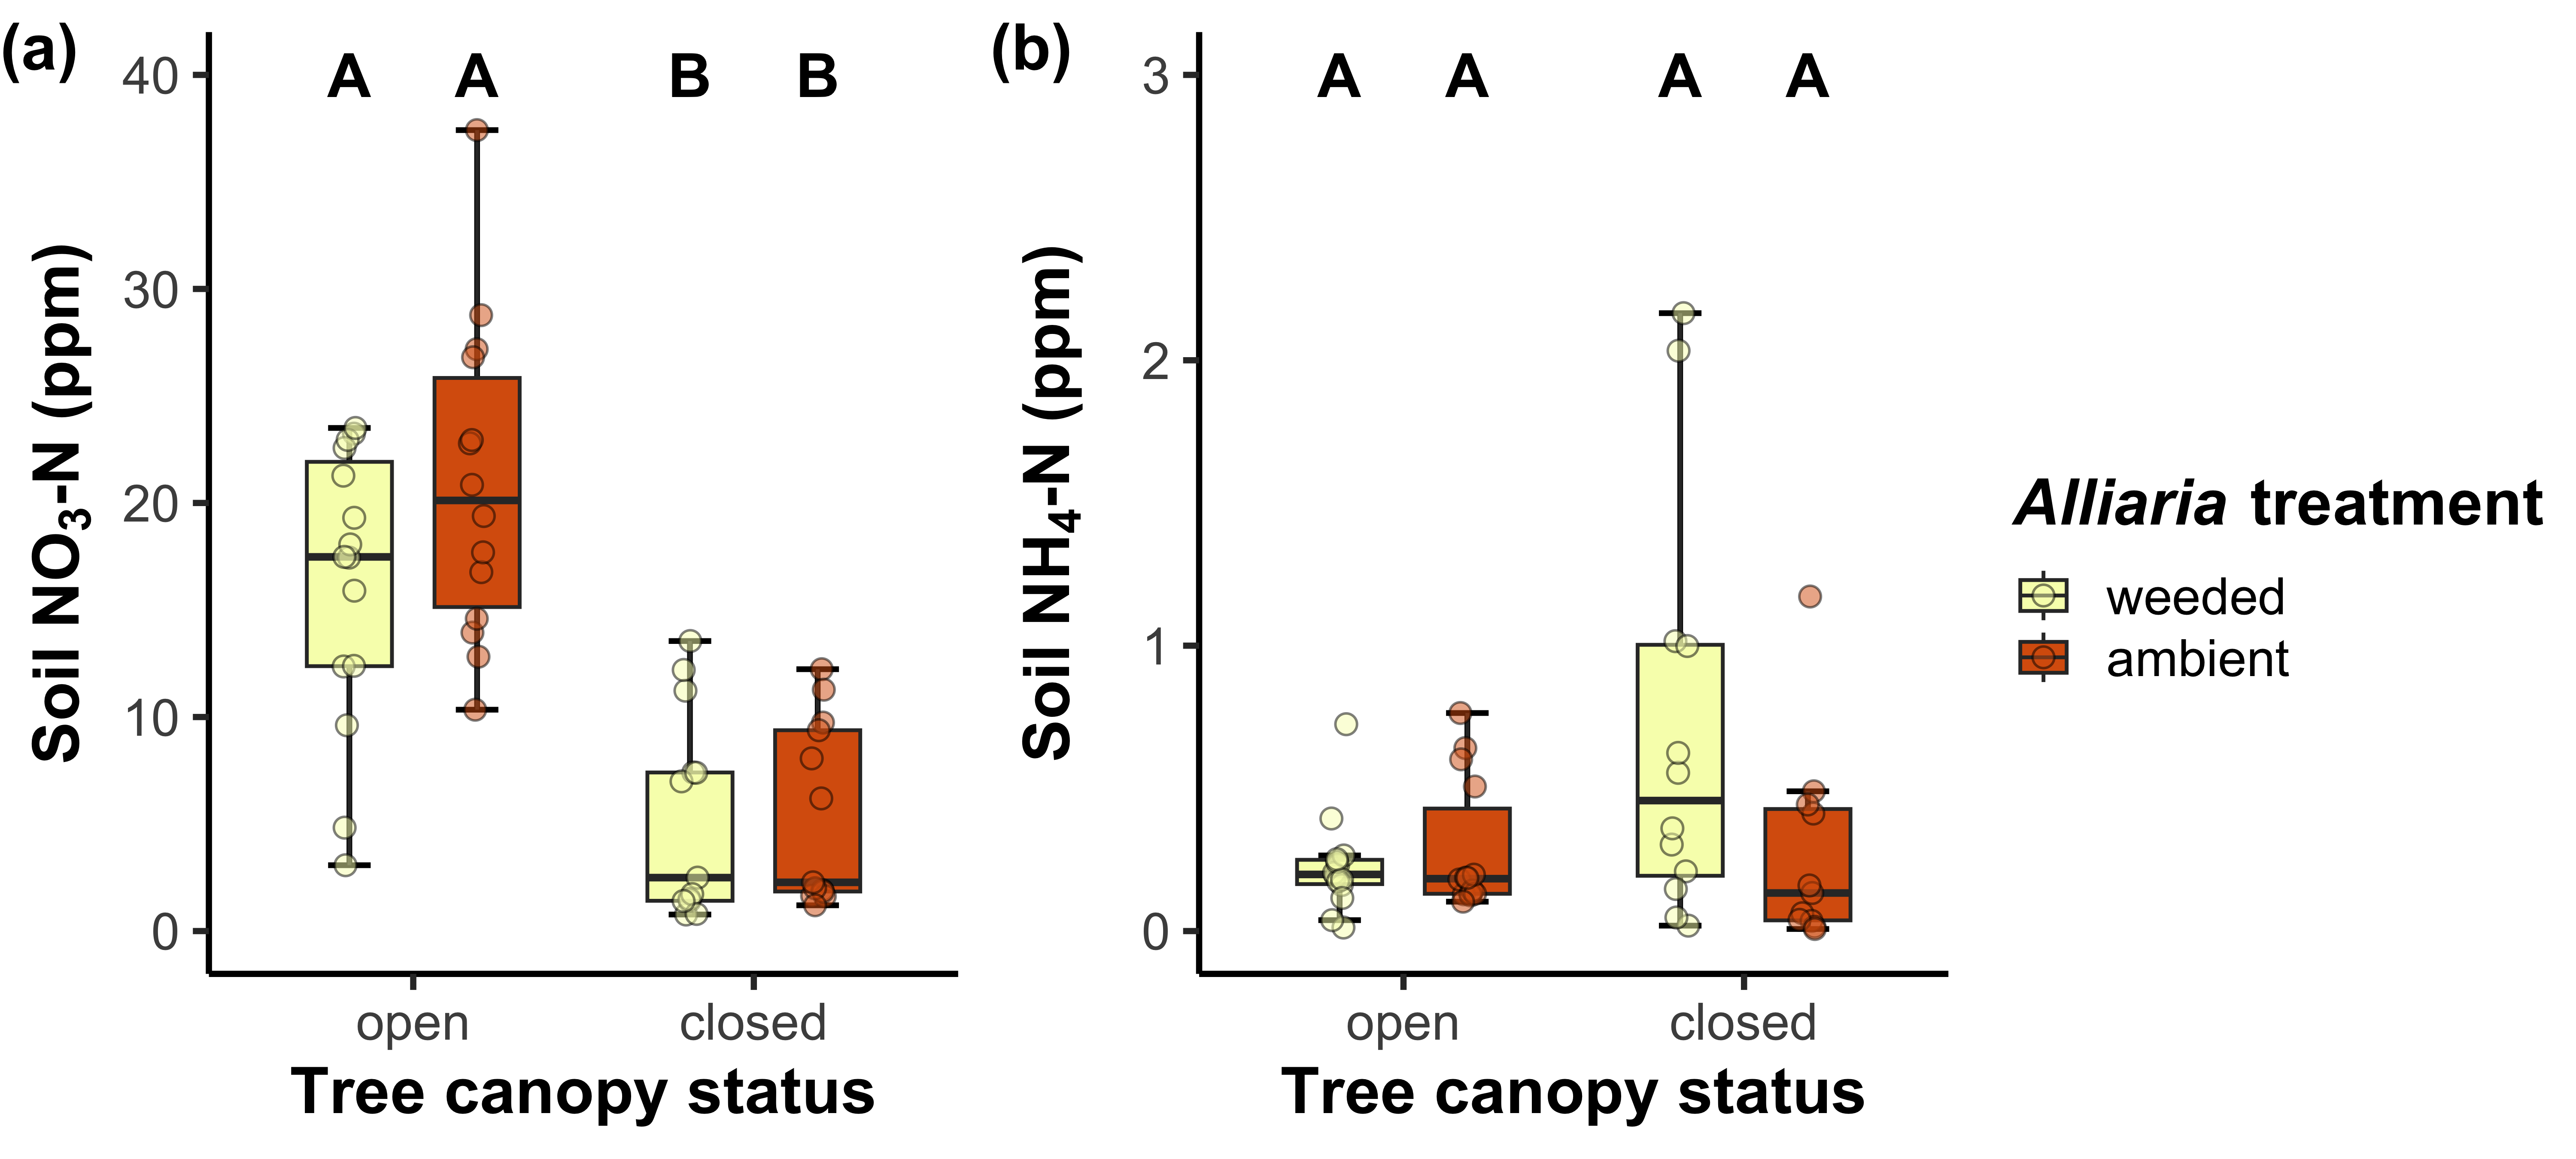 (a)
A A B B
40
30
20
10
0
Soil NO₃-N (ppm)
open closed
Tree canopy status
(b)
A A A A
3
2
1
0
Soil NH₄-N (ppm)
open closed
Tree canopy status
Alliaria treatment
weeded
ambient